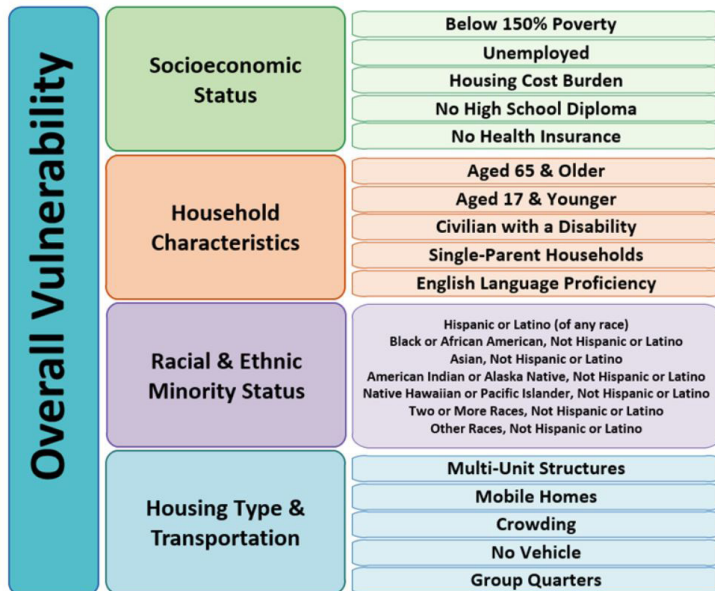 Overall Vulnerability
Socioeconomic
Status
Below 150% Poverty
Unemployed
Housing Cost Burden
No High School Diploma
No Health Insurance
Household
Characteristics
Aged 65 & Older
Aged 17 & Younger
Civilian with a Disability
Single-Parent Households
English Language Proficiency
Racial & Ethnic
Minority Status
Hispanic or Latino (of any race)
Black or African American, Not Hispanic or Latino
Asian, Not Hispanic or Latino
American Indian or Alaska Native, Not Hispanic or Latino
Native Hawaiian or Pacific Islander, Not Hispanic or Latino
Two or More Races, Not Hispanic or Latino
Other Races, Not Hispanic or Latino
Housing Type &
Transportation
Multi-Unit Structures
Mobile Homes
Crowding
No Vehicle
Group Quarters